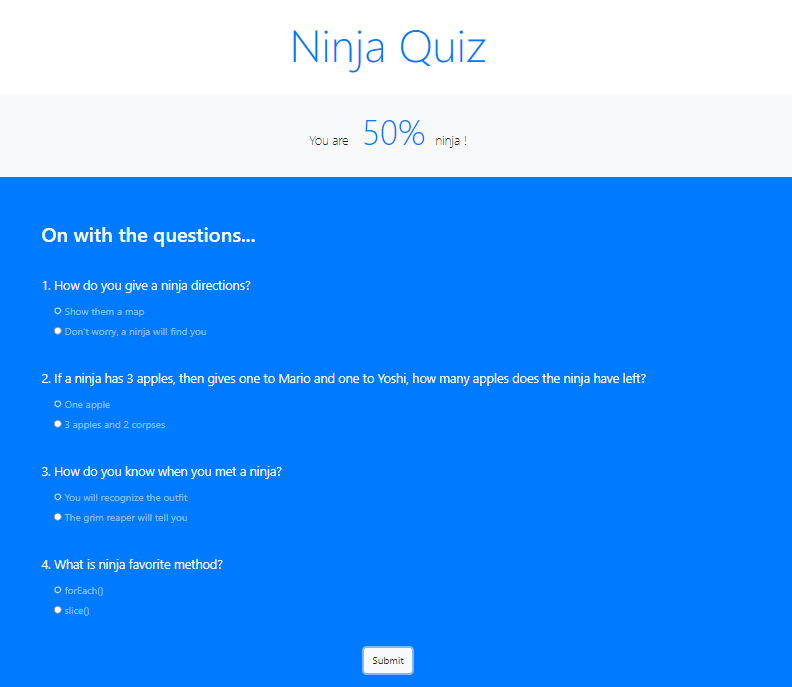 Ninja Quiz
You are 50% ninja !
On with the questions...
1. How do you give a ninja directions?
Show them a map
Don't worry, a ninja will find you
2. If a ninja has 3 apples, then gives one to Mario and one to Yoshi, how many apples does the ninja have left?
One apple
3 apples and 2 corpses
3. How do you know when you met a ninja?
You will recognize the outfit
The grim reaper will tell you
4. What is ninja favorite method?
forEach()
slice()
Submit